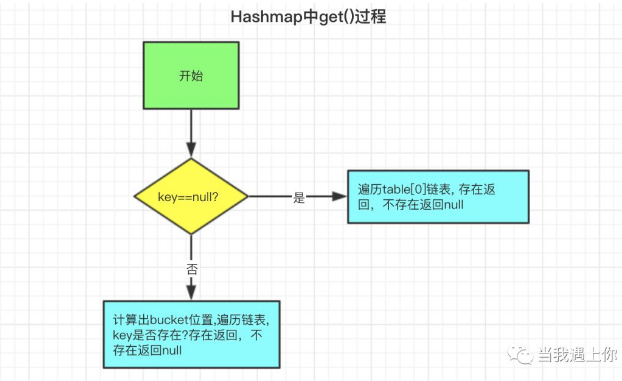 Hashmap中get()过程
开始
key==null?
是
遍历table[0]链表, 存在返
回，不存在返回null
否
计算出bucket位置,遍历链表,
key是否存在?存在返回，不
存在返回null
当我遇上你